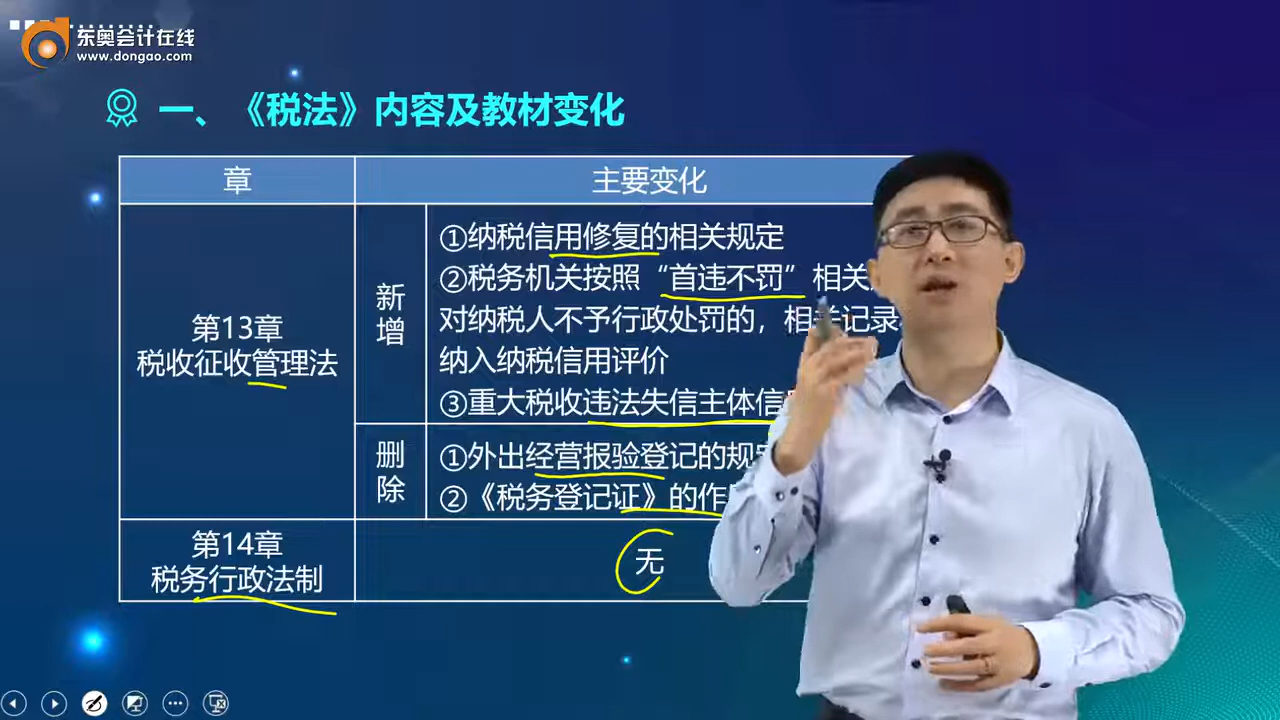 东奥会计在线
www.dongao.com
一、《税法》内容及教材变化
章
主要变化
第13章
税收征收管理法
新
增
①纳税信用修复的相关规定
②税务机关按照“首违不罚”相关
对纳税人不予行政处罚的，相关记录
纳入纳税信用评价
③重大税收违法失信主体信
删
除
①外出经营报验登记的规
②《税务登记证》的作
第14章
税务行政法制
无